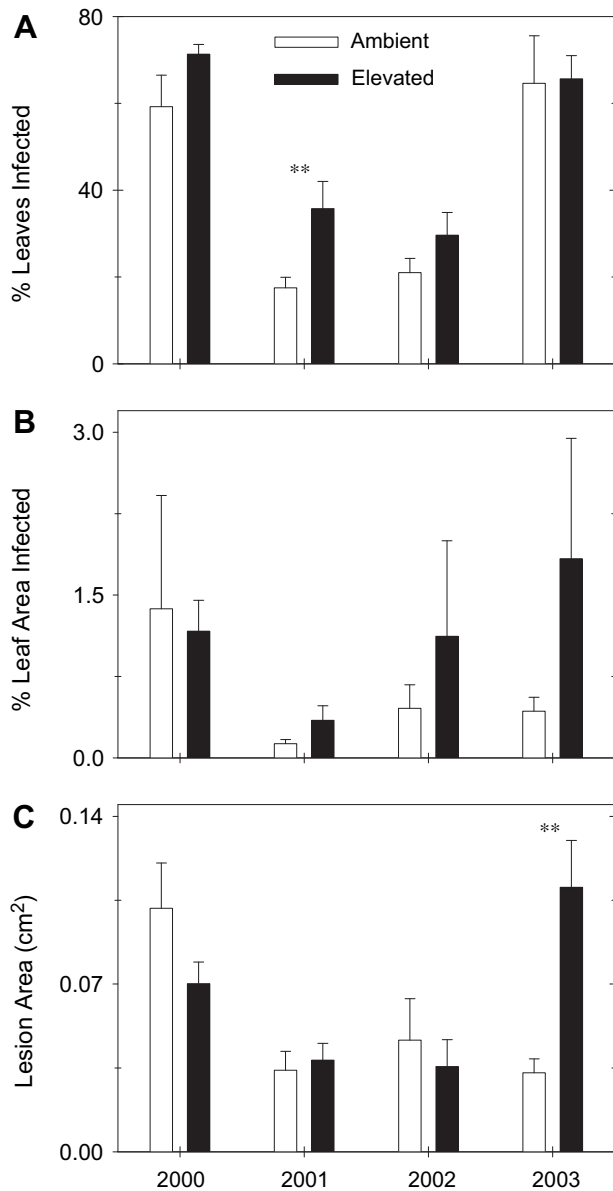 A
80
Ambient
Elevated
% Leaves Infected
**
40
0
B
3.0
% Leaf Area Infected
1.5
0.0
C
0.14
**
Lesion Area (cm²)
0.07
0.00
2000 2001 2002 2003